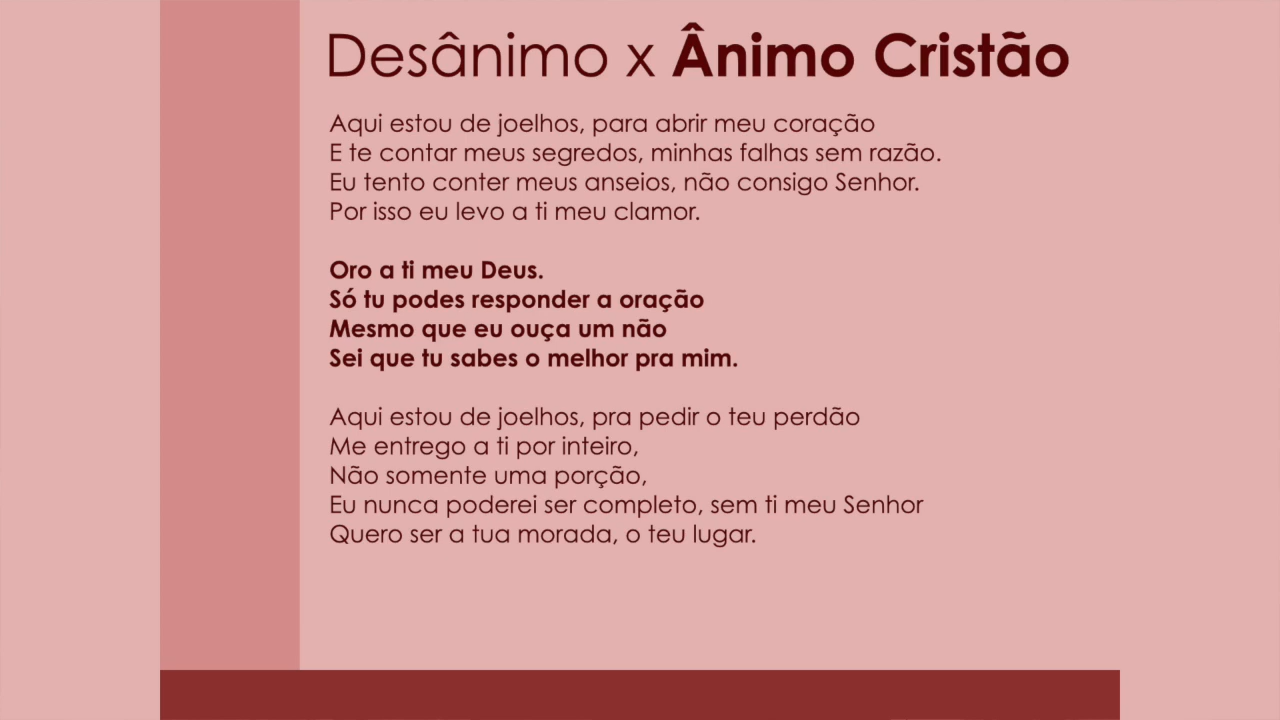 Desânimo x Ânimo Cristão
Aqui estou de joelhos, para abrir meu coração
E te contar meus segredos, minhas falhas sem razão.
Eu tento conter meus anseios, não consigo Senhor.
Por isso eu levo a ti meu clamor.
Oro a ti meu Deus.
Só tu podes responder a oração
Mesmo que eu ouça um não
Sei que tu sabes o melhor pra mim.
Aqui estou de joelhos, pra pedir o teu perdão
Me entrego a ti por inteiro,
Não somente uma porção,
Eu nunca poderei ser completo, sem ti meu Senhor
Quero ser a tua morada, o teu lugar.